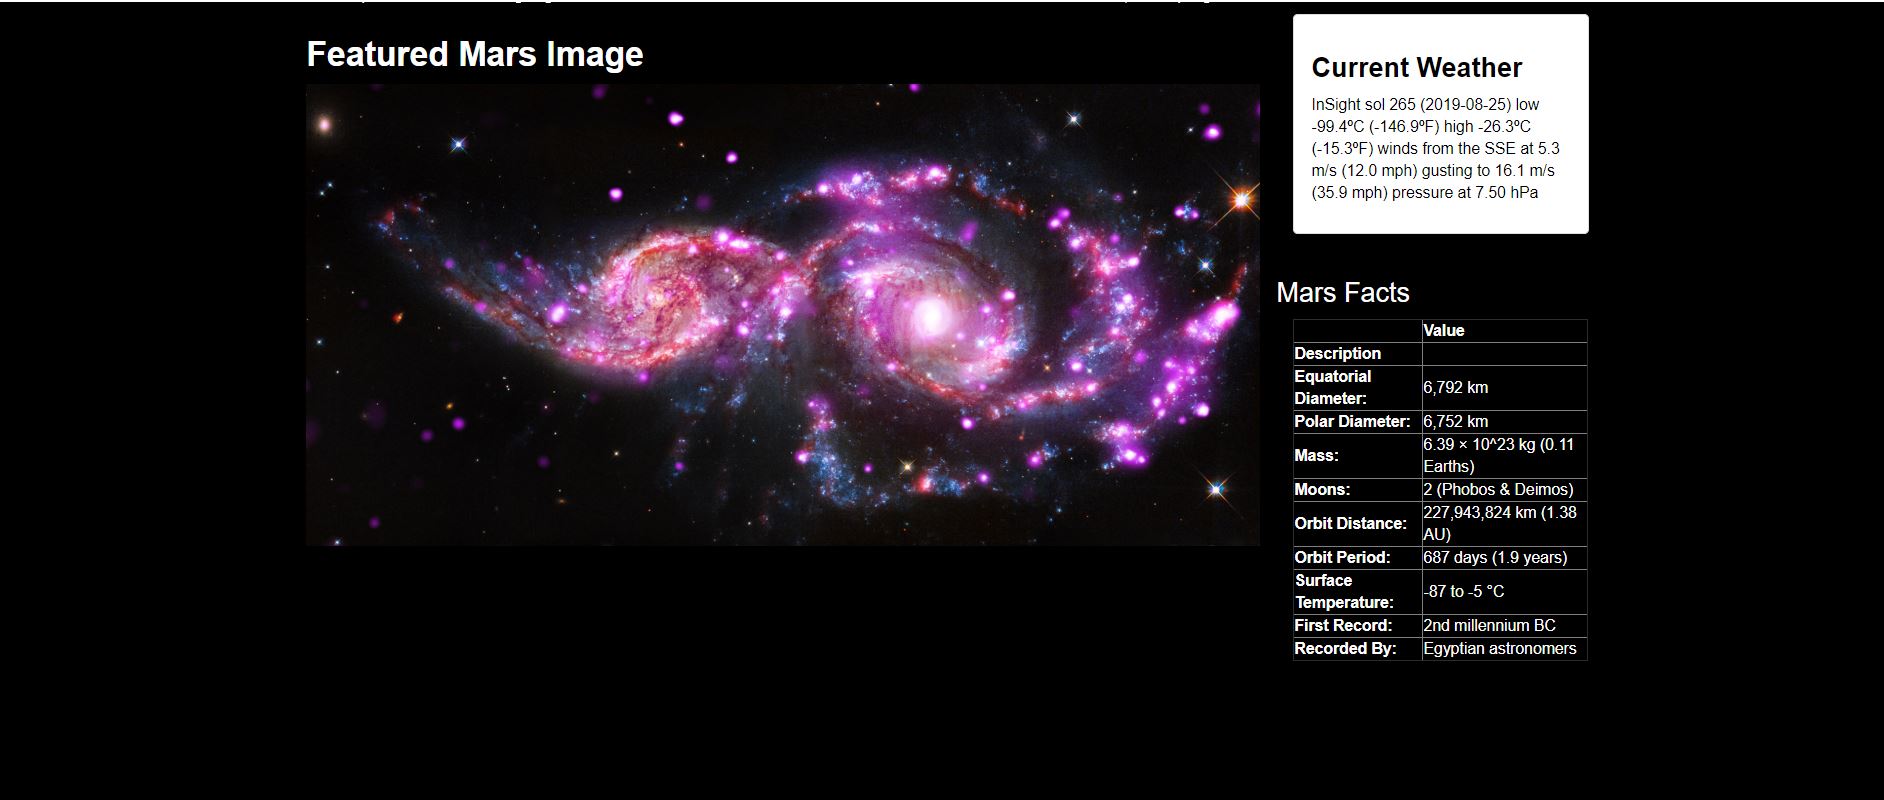 Featured Mars Image
Current Weather
InSight sol 265 (2019-08-25) low
-99.4ºC (-146.9ºF) high -26.3ºC
(-15.3ºF) winds from the SSE at 5.3
m/s (12.0 mph) gusting to 16.1 m/s
(35.9 mph) pressure at 7.50 hPa
Mars Facts
Value
Description
Equatorial
Diameter:
6,792 km
Polar Diameter: 6,752 km
Mass:
6.39 × 10^23 kg (0.11
Earths)
Moons: 2 (Phobos & Deimos)
Orbit Distance:
227,943,824 km (1.38
AU)
Orbit Period: 687 days (1.9 years)
Surface
Temperature:
-87 to -5 °C
First Record: 2nd millennium BC
Recorded By: Egyptian astronomers